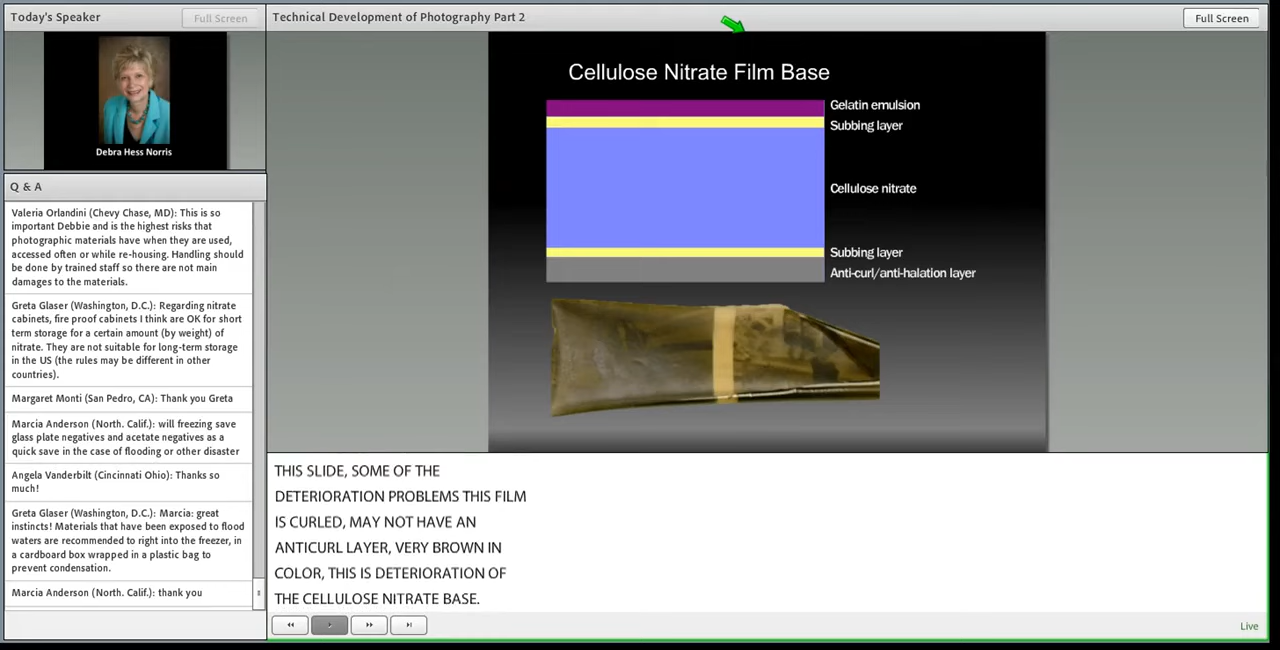 Today's Speaker
Full Screen
Debra Hess Norris
Q & A
Valeria Orlandini (Chevy Chase, MD): This is so
important Debbie and is the highest risks that
photographic materials have when they are used,
accessed often or while re-housing. Handling should
be done by trained staff so there are not main
damages to the materials.
Greta Glaser (Washington, D.C.): Regarding nitrate
cabinets, fire proof cabinets I think are OK for short
term storage for a certain amount (by weight) of
nitrate. They are not suitable for long-term storage
in the US (the rules may be different in other
countries).
Margaret Monti (San Pedro, CA): Thank you Greta
Marcia Anderson (North. Calif.): will freezing save
glass plate negatives and acetate negatives as a
quick save in the case of flooding or other disaster
Angela Vanderbilt (Cincinnati Ohio): Thanks so
much!
Greta Glaser (Washington, D.C.): Marcia: great
instincts! Materials that have been exposed to flood
waters are recommended to right into the freezer, in
a cardboard box wrapped in a plastic bag to
prevent condensation.
Marcia Anderson (North. Calif.): thank you
Technical Development of Photography Part 2
Full Screen
Cellulose Nitrate Film Base
Gelatin emulsion
Subbing layer
Cellulose nitrate
Subbing layer
Anti-curl/anti-halation layer
THIS SLIDE, SOME OF THE
DETERIORATION PROBLEMS THIS FILM
IS CURLED, MAY NOT HAVE AN
ANTICURL LAYER, VERY BROWN IN
COLOR, THIS IS DETERIORATION OF
THE CELLULOSE NITRATE BASE.
Live